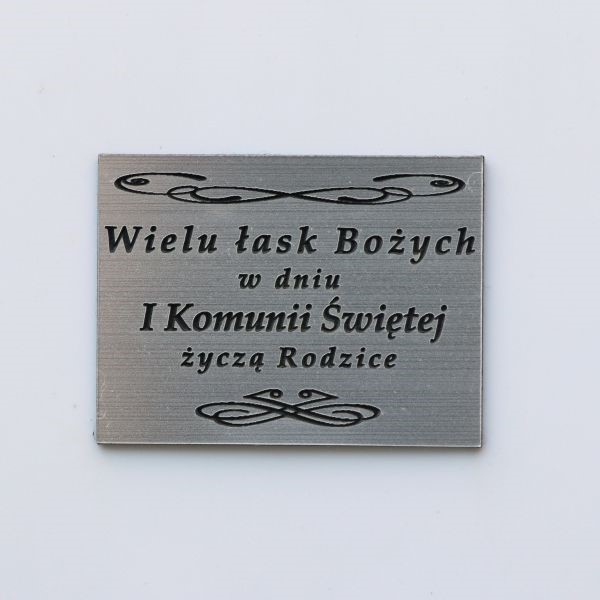 Wielu łask Bożych
w dniu
I Komunii Świętej
życzą Rodzice